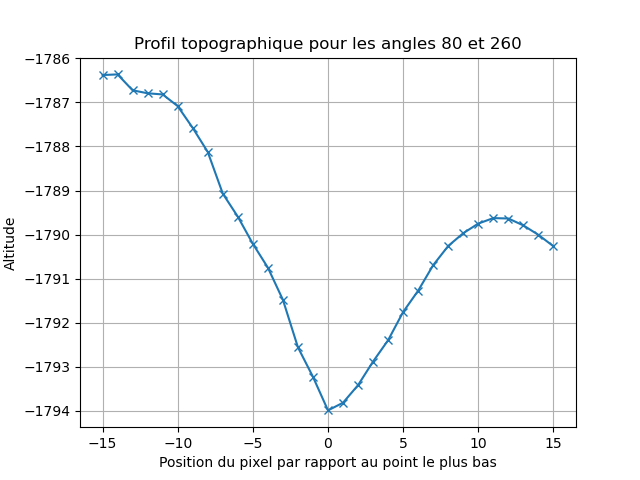 Profil topographique pour les angles 80 et 260
−1786
−1787
−1788
−1789
−1790
−1791
−1792
−1793
−1794
Altitude
−15 −10 −5 0 5 10 15
Position du pixel par rapport au point le plus bas